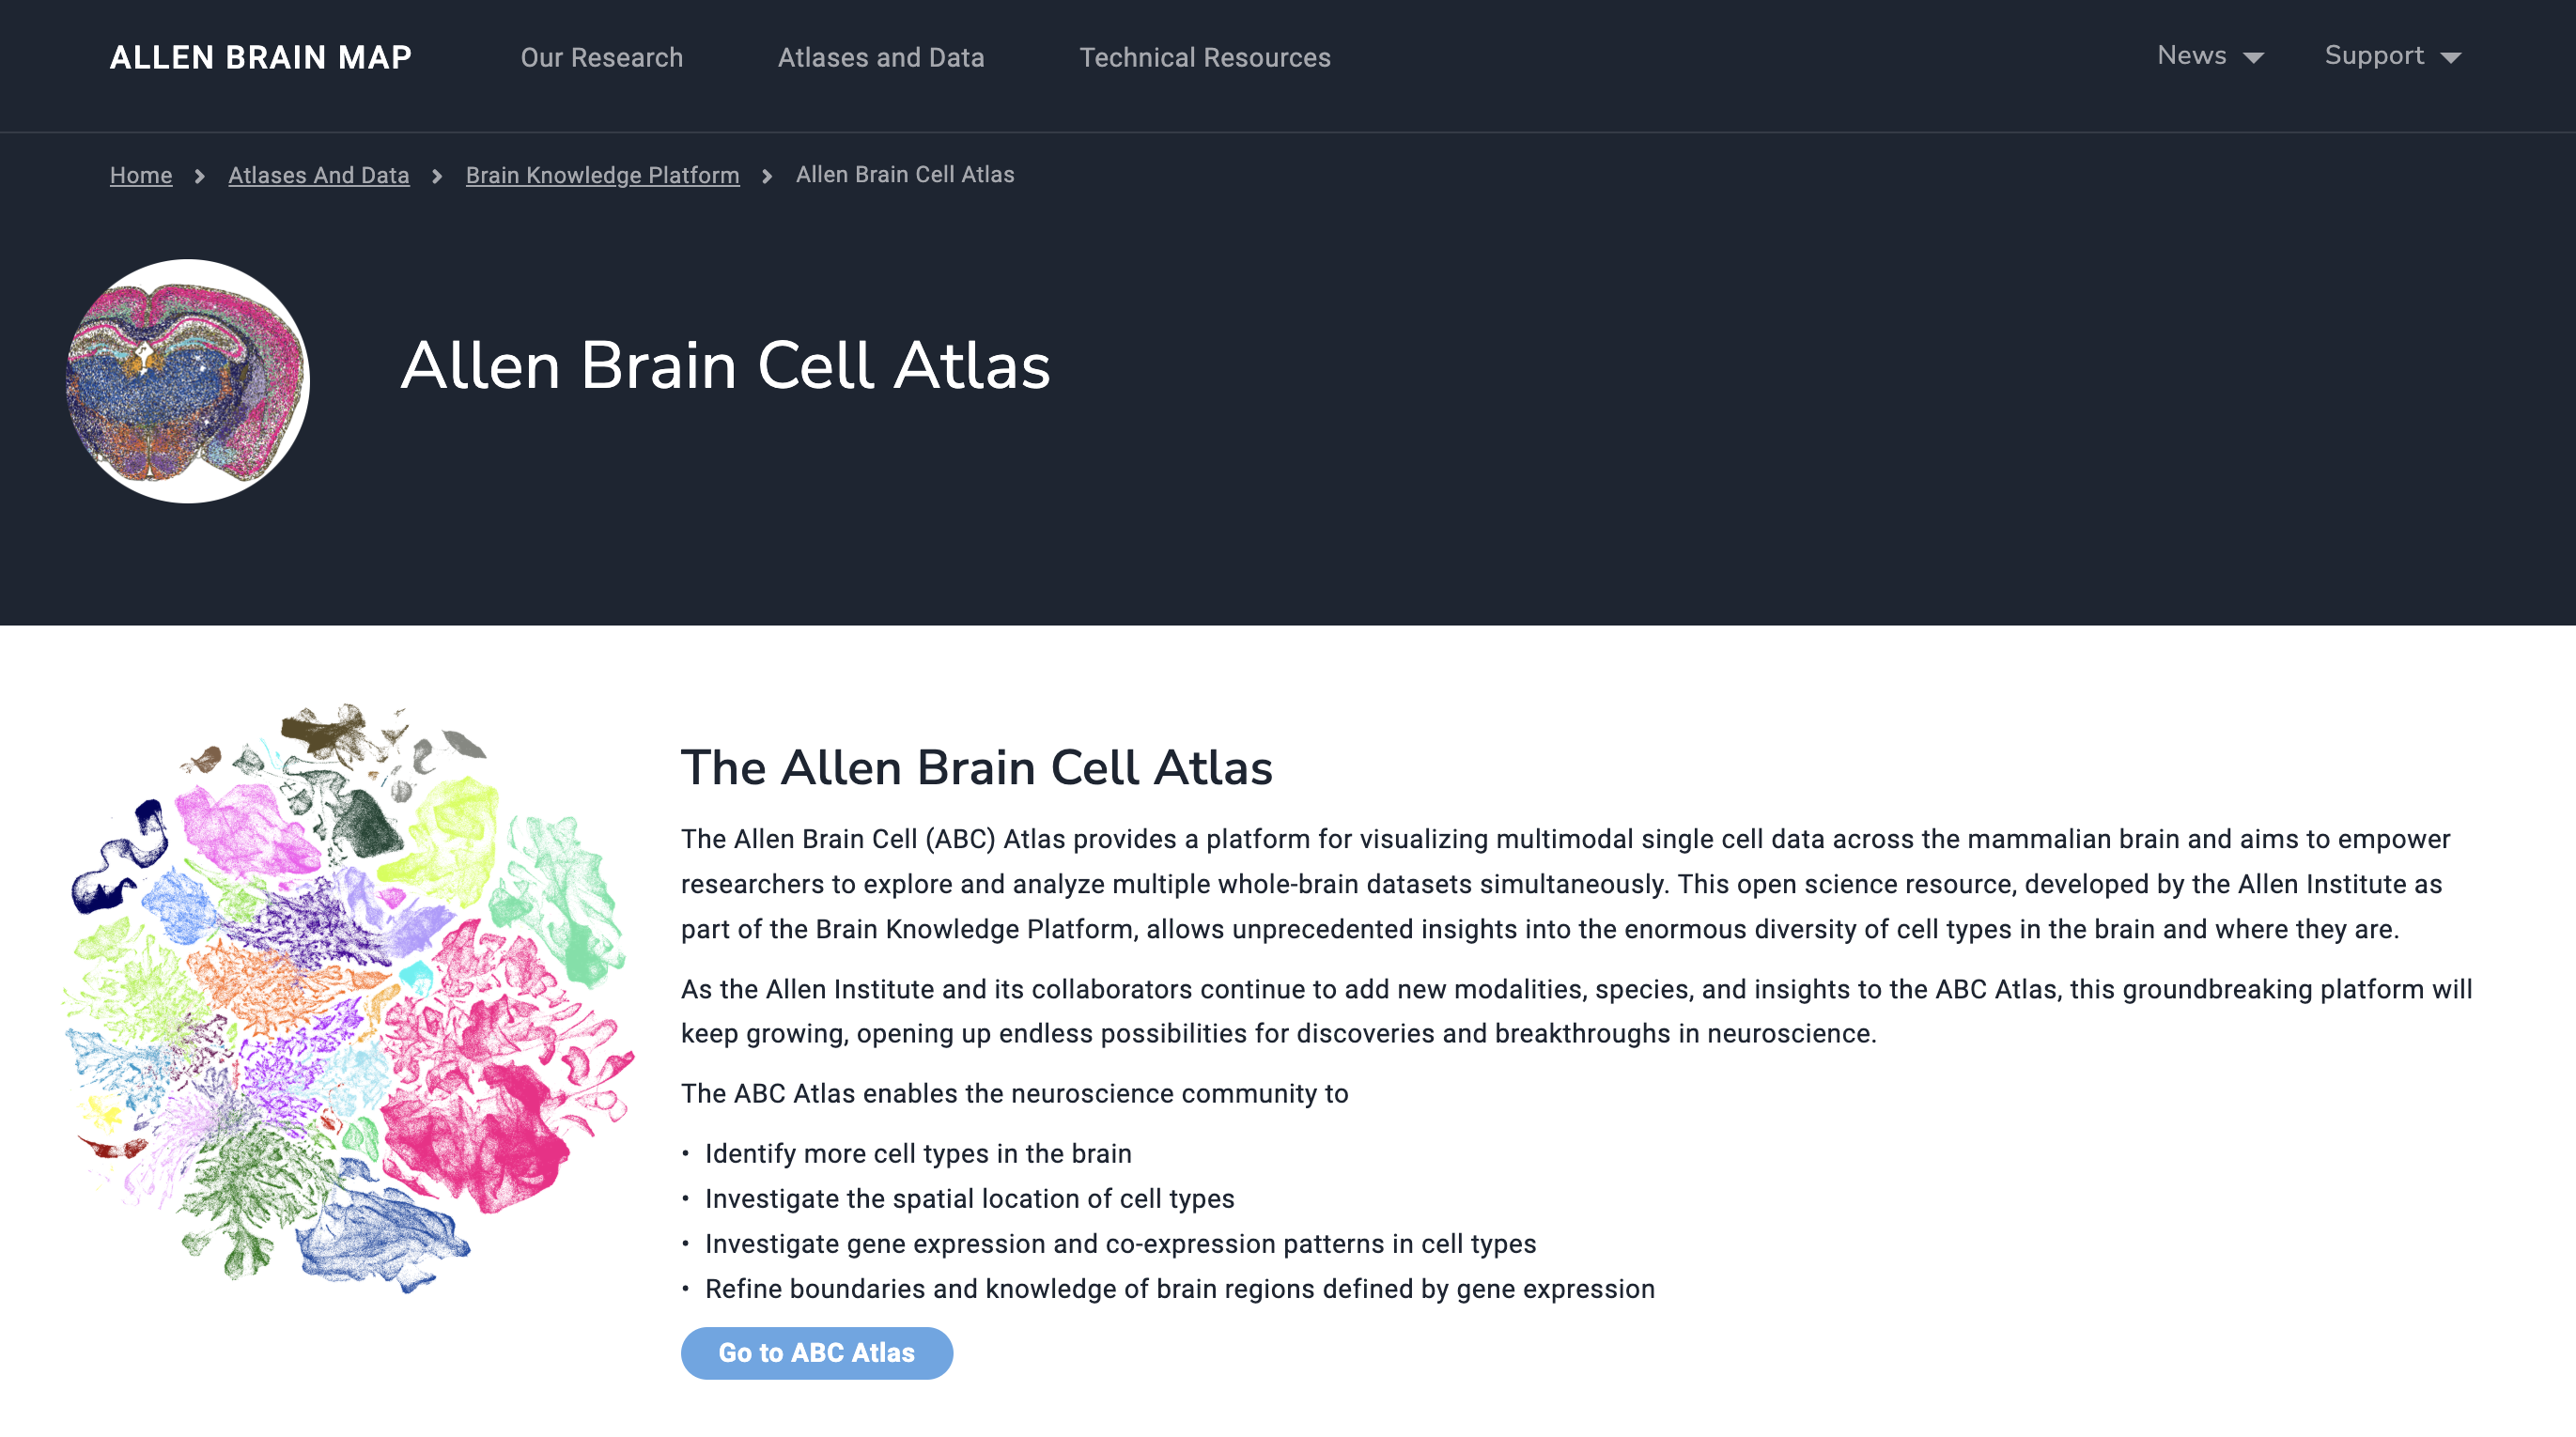 ALLEN BRAIN MAP Our Research Atlases and Data Technical Resources News Support
Home Atlases And Data Brain Knowledge Platform Allen Brain Cell Atlas
Allen Brain Cell Atlas
The Allen Brain Cell Atlas
The Allen Brain Cell (ABC) Atlas provides a platform for visualizing multimodal single cell data across the mammalian brain and aims to empower
researchers to explore and analyze multiple whole-brain datasets simultaneously. This open science resource, developed by the Allen Institute as
part of the Brain Knowledge Platform, allows unprecedented insights into the enormous diversity of cell types in the brain and where they are.
As the Allen Institute and its collaborators continue to add new modalities, species, and insights to the ABC Atlas, this groundbreaking platform will
keep growing, opening up endless possibilities for discoveries and breakthroughs in neuroscience.
The ABC Atlas enables the neuroscience community to
• Identify more cell types in the brain
• Investigate the spatial location of cell types
• Investigate gene expression and co-expression patterns in cell types
• Refine boundaries and knowledge of brain regions defined by gene expression
Go to ABC Atlas